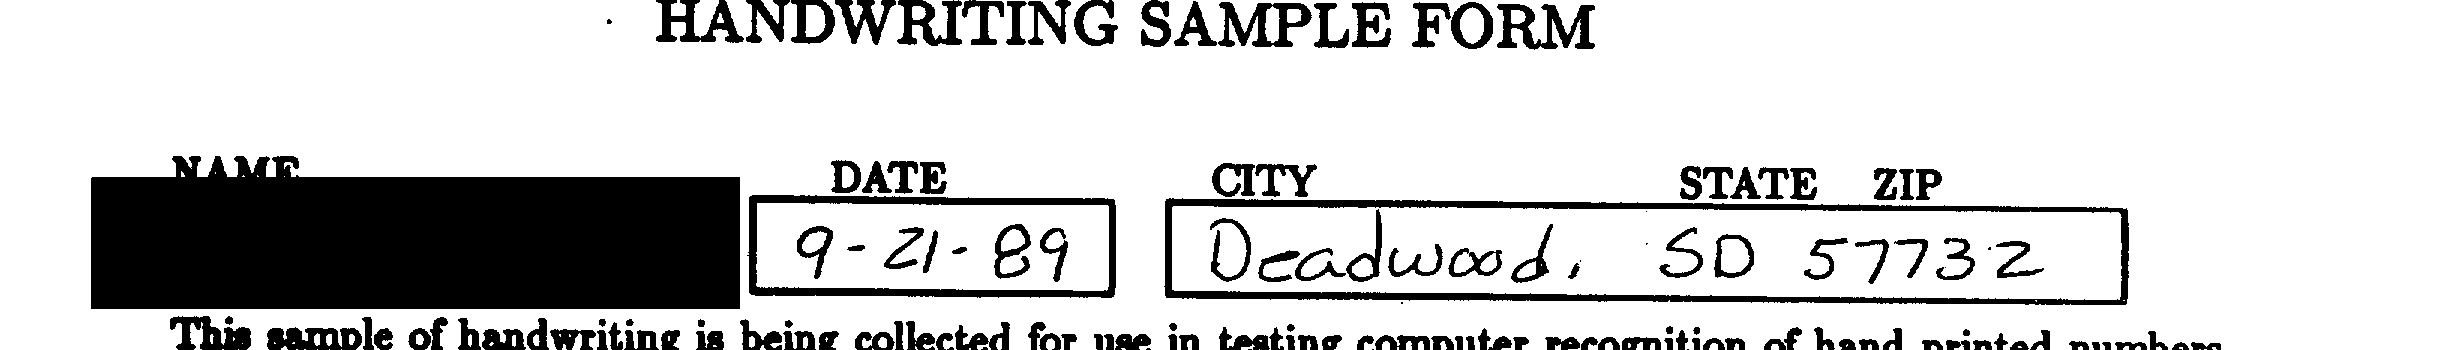 HANDWRITING SAMPLE FORM
NAME DATE CITY STATE ZIP
9-21-89 Deadwood, SD 57732
This sample of handwriting is being collected for use in testing computer recognition of hand printed numbers